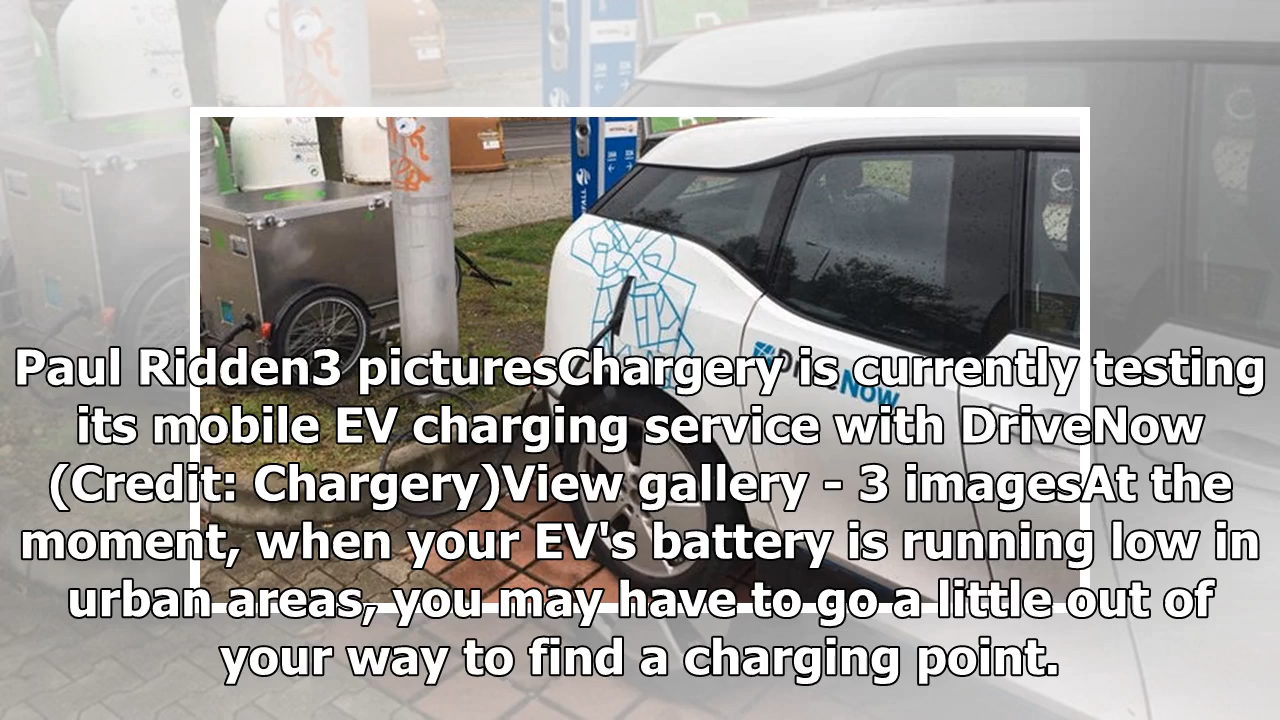 Paul Ridden3 picturesChargery is currently testing
its mobile EV charging service with DriveNow
(Credit: Chargery)View gallery - 3 imagesAt the
moment, when your EV's battery is running low in
urban areas, you may have to go a little out of
your way to find a charging point.